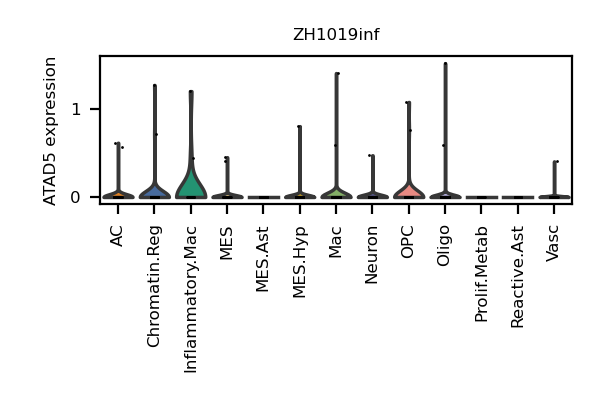 ZH1019inf
ATAD5 expression
1
0
AC
Chromatin.Reg
Inflammatory.Mac
MES
MES.Ast
MES.Hyp
Mac
Neuron
OPC
Oligo
Prolif.Metab
Reactive.Ast
Vasc